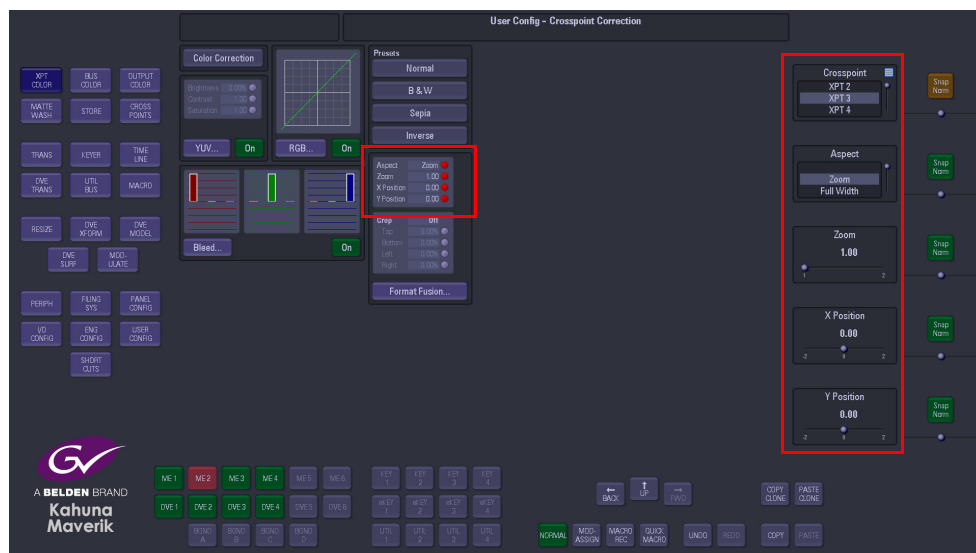 User Config - Crosspoint Correction
XPT COLOR
BUS COLOR
OUTPUT COLOR
MATTE WASH
STORE
CROSS POINTS
TRANS
KEYER
TIME LINE
DVE TRANS
UTIL BUS
MACRO
RESIZE
DVE XFORM
DVE MODEL
DVE SURF
MOD- ULATE
PERIPH
FILING SYS
PANEL CONFIG
I/O CONFIG
ENG CONFIG
USER CONFIG
SHORT CUTS
Color Correction
Brightness 0.00%
Contrast 1.00
Saturation 1.00
YUV... On
RGB... On
Bleed... On
Presets
Normal
B & W
Sepia
Inverse
Aspect Zoom
Zoom 1.00
X Position 0.00
Y Position 0.00
Crop Off
Top 0.00%
Bottom 0.00%
Left 0.00%
Right 0.00%
Format Fusion...
Crosspoint
XPT 2
XPT 3
XPT 4
Snap Norm
Aspect
Zoom
Full Width
Snap Norm
Zoom
1.00
1 2
Snap Norm
X Position
0.00
-2 0 2
Snap Norm
Y Position
0.00
-2 0 2
Snap Norm
GV
A BELDEN BRAND
Kahuna
Maverik
ME 1 ME 2 ME 3 ME 4 ME 5 ME 6
DVE 1 DVE 2 DVE 3 DVE 4 DVE 5 DVE 6
BGND A BGND B BGND C BGND D
KEY 1 KEY 2 KEY 3 KEY 4
KEY 1 KEY 2 KEY 3 KEY 4
UTIL 1 UTIL 2 UTIL 3 UTIL 4
BACK UP FWD
COPY CLONE PASTE CLONE
NORMAL MOD- ASSIGN MACRO REC QUICK MACRO UNDO REDO COPY PASTE